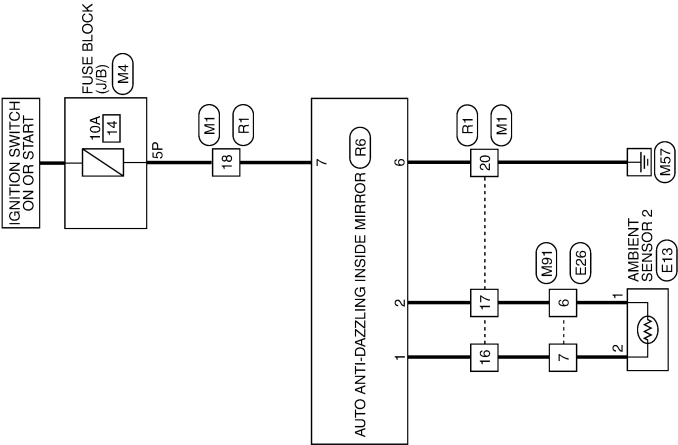 IGNITION SWITCH
ON OR START
FUSE BLOCK
(J/B)
M4
10A
14
5P
M1
R1
18
7
AUTO ANTI-DAZZLING INSIDE MIRROR
R6
6
2
1
R1
M1
20
17
16
M91
E26
6
7
M57
AMBIENT
SENSOR 2
E13
1
2